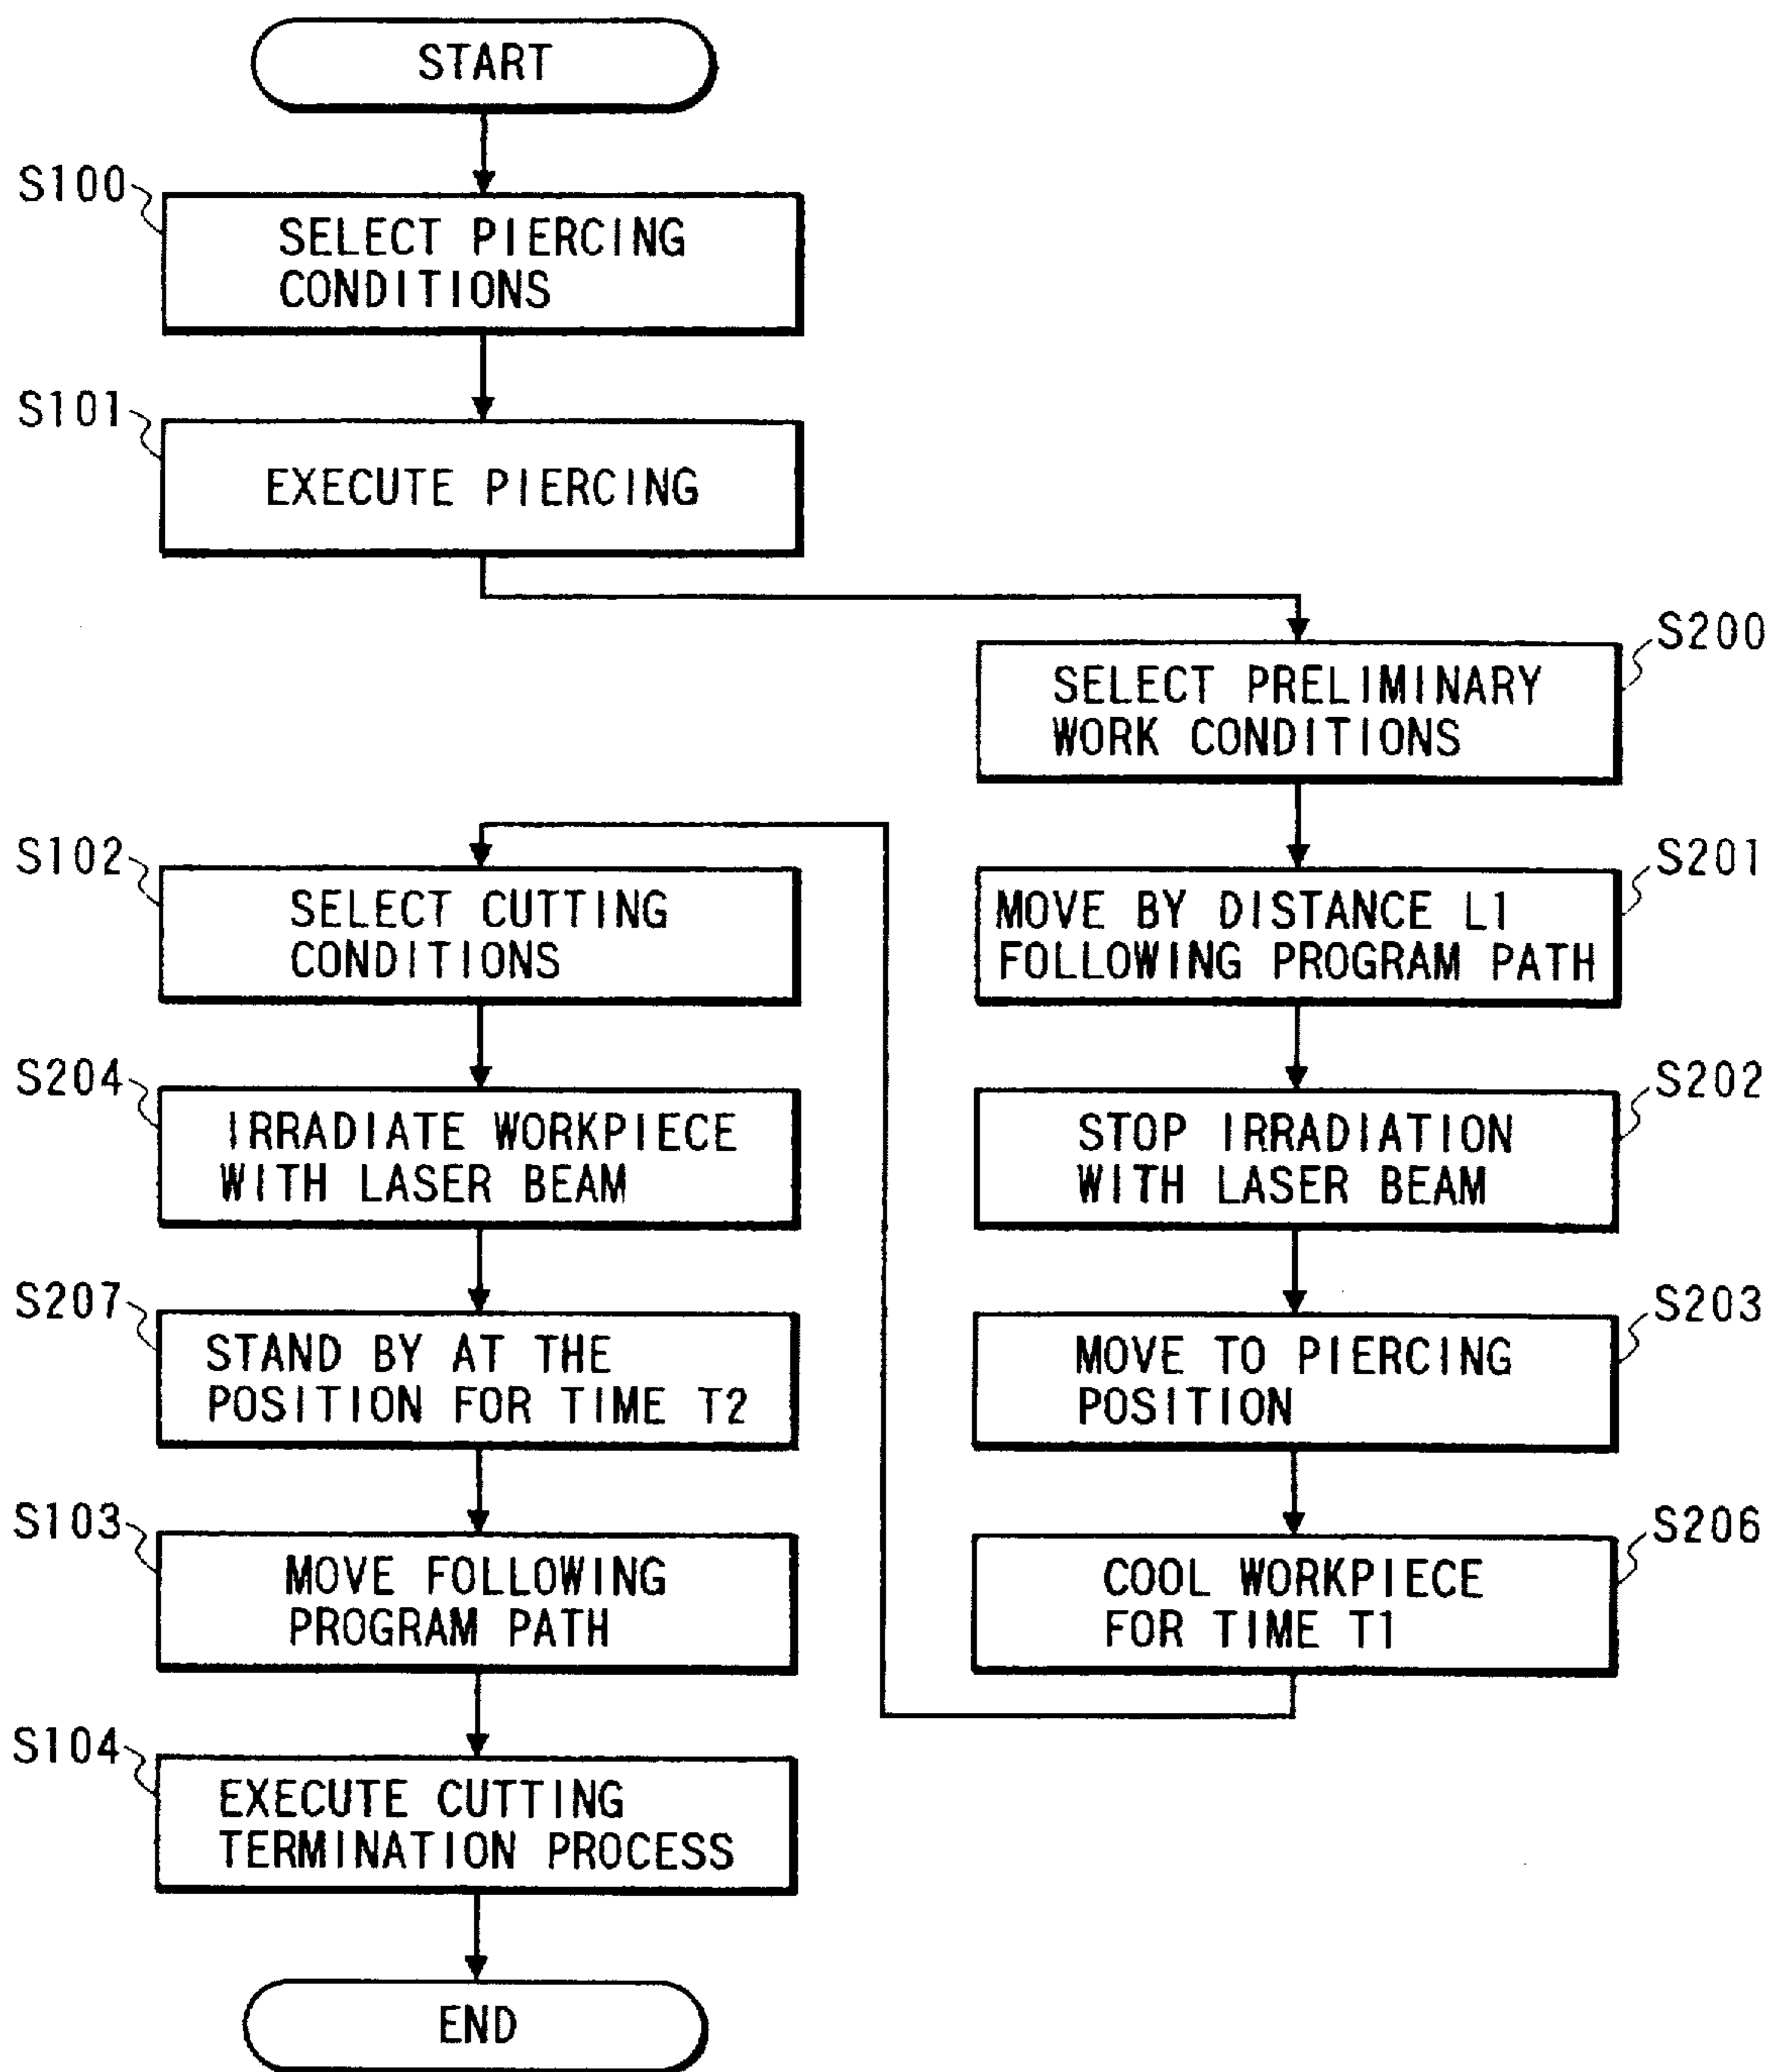 START
S100
SELECT PIERCING
CONDITIONS
S101
EXECUTE PIERCING
S200
SELECT PRELIMINARY
WORK CONDITIONS
S201
MOVE BY DISTANCE L1
FOLLOWING PROGRAM PATH
S202
STOP IRRADIATION
WITH LASER BEAM
S203
MOVE TO PIERCING
POSITION
S206
COOL WORKPIECE
FOR TIME T1
S102
SELECT CUTTING
CONDITIONS
S204
IRRADIATE WORKPIECE
WITH LASER BEAM
S207
STAND BY AT THE
POSITION FOR TIME T2
S103
MOVE FOLLOWING
PROGRAM PATH
S104
EXECUTE CUTTING
TERMINATION PROCESS
END